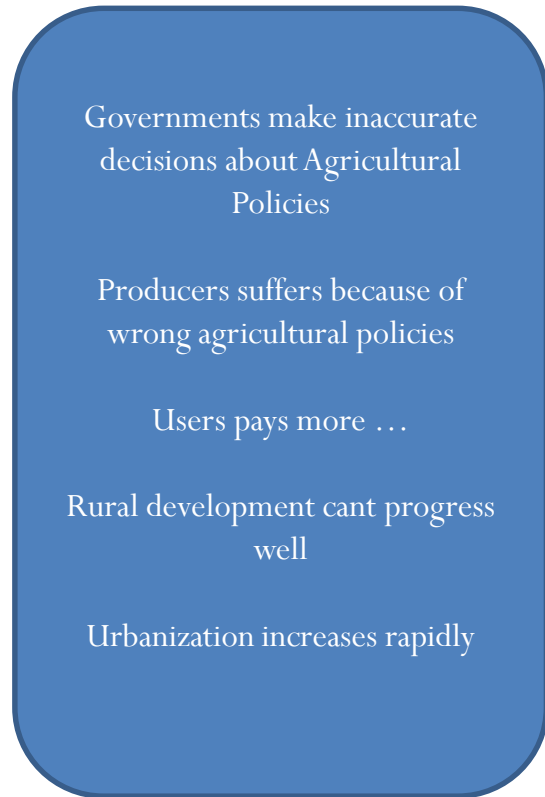 Governments make inaccurate
decisions about Agricultural
Policies
Producers suffers because of
wrong agricultural policies
Users pays more …
Rural development cant progress
well
Urbanization increases rapidly